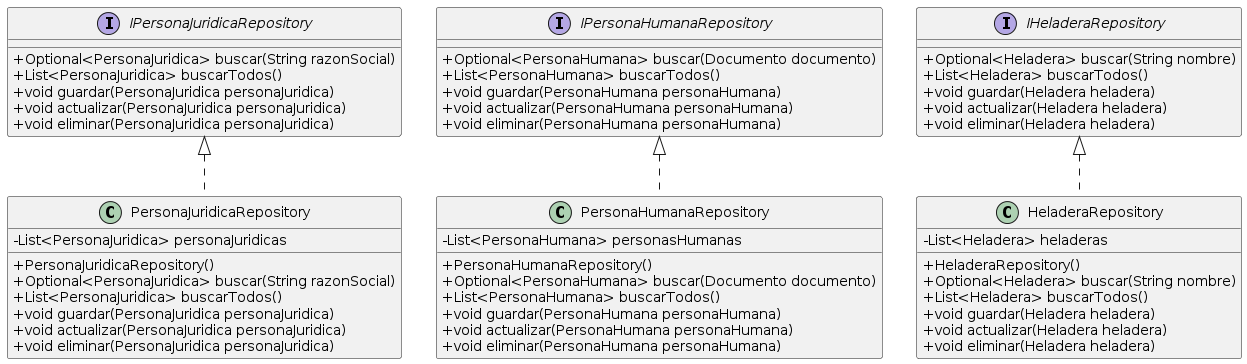 I IPersonaJuridicaRepository
+Optional<PersonaJuridica> buscar(String razonSocial)
+List<PersonaJuridica> buscarTodos()
+void guardar(PersonaJuridica personaJuridica)
+void actualizar(PersonaJuridica personaJuridica)
+void eliminar(PersonaJuridica personaJuridica)
I IPersonaHumanaRepository
+Optional<PersonaHumana> buscar(Documento documento)
+List<PersonaHumana> buscarTodos()
+void guardar(PersonaHumana personaHumana)
+void actualizar(PersonaHumana personaHumana)
+void eliminar(PersonaHumana personaHumana)
I IHeladeraRepository
+Optional<Heladera> buscar(String nombre)
+List<Heladera> buscarTodos()
+void guardar(Heladera heladera)
+void actualizar(Heladera heladera)
+void eliminar(Heladera heladera)
C PersonaJuridicaRepository
-List<PersonaJuridica> personaJuridicas
+PersonaJuridicaRepository()
+Optional<PersonaJuridica> buscar(String razonSocial)
+List<PersonaJuridica> buscarTodos()
+void guardar(PersonaJuridica personaJuridica)
+void actualizar(PersonaJuridica personaJuridica)
+void eliminar(PersonaJuridica personaJuridica)
C PersonaHumanaRepository
-List<PersonaHumana> personasHumanas
+PersonaHumanaRepository()
+Optional<PersonaHumana> buscar(Documento documento)
+List<PersonaHumana> buscarTodos()
+void guardar(PersonaHumana personaHumana)
+void actualizar(PersonaHumana personaHumana)
+void eliminar(PersonaHumana personaHumana)
C HeladeraRepository
-List<Heladera> heladeras
+HeladeraRepository()
+Optional<Heladera> buscar(String nombre)
+List<Heladera> buscarTodos()
+void guardar(Heladera heladera)
+void actualizar(Heladera heladera)
+void eliminar(Heladera heladera)